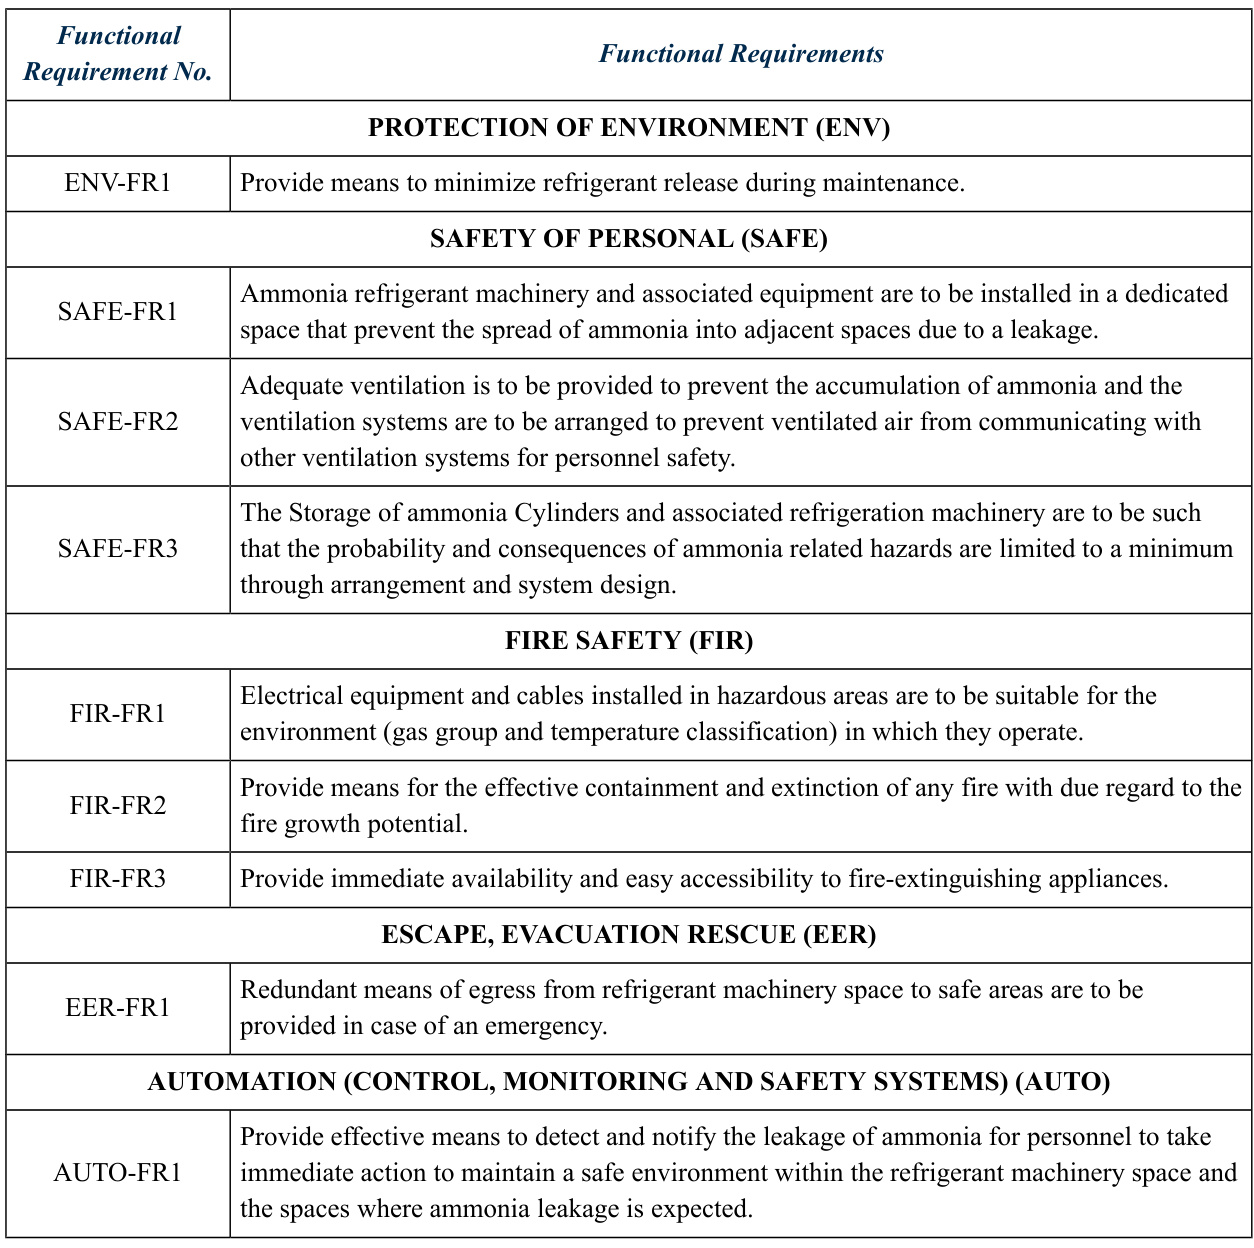 Functional
Requirement No.
Functional Requirements
PROTECTION OF ENVIRONMENT (ENV)
ENV-FR1
Provide means to minimize refrigerant release during maintenance.
SAFETY OF PERSONAL (SAFE)
SAFE-FR1
Ammonia refrigerant machinery and associated equipment are to be installed in a dedicated
space that prevent the spread of ammonia into adjacent spaces due to a leakage.
SAFE-FR2
Adequate ventilation is to be provided to prevent the accumulation of ammonia and the
ventilation systems are to be arranged to prevent ventilated air from communicating with
other ventilation systems for personnel safety.
SAFE-FR3
The Storage of ammonia Cylinders and associated refrigeration machinery are to be such
that the probability and consequences of ammonia related hazards are limited to a minimum
through arrangement and system design.
FIRE SAFETY (FIR)
FIR-FR1
Electrical equipment and cables installed in hazardous areas are to be suitable for the
environment (gas group and temperature classification) in which they operate.
FIR-FR2
Provide means for the effective containment and extinction of any fire with due regard to the
fire growth potential.
FIR-FR3
Provide immediate availability and easy accessibility to fire-extinguishing appliances.
ESCAPE, EVACUATION RESCUE (EER)
EER-FR1
Redundant means of egress from refrigerant machinery space to safe areas are to be
provided in case of an emergency.
AUTOMATION (CONTROL, MONITORING AND SAFETY SYSTEMS) (AUTO)
AUTO-FR1
Provide effective means to detect and notify the leakage of ammonia for personnel to take
immediate action to maintain a safe environment within the refrigerant machinery space and
the spaces where ammonia leakage is expected.